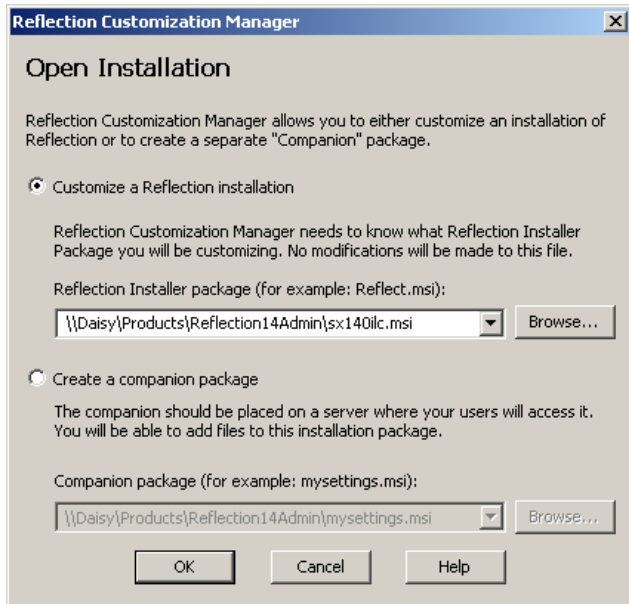 Reflection Customization Manager
Open Installation
Reflection Customization Manager allows you to either customize an installation of
Reflection or to create a separate "Companion" package.
Customize a Reflection installation
Reflection Customization Manager needs to know what Reflection Installer
Package you will be customizing. No modifications will be made to this file.
Reflection Installer package (for example: Reflect.msi):
\\Daisy\Products\Reflection14Admin\sx140ilc.msi
Browse...
Create a companion package
The companion should be placed on a server where your users will access it.
You will be able to add files to this installation package.
Companion package (for example: mysettings.msi):
\\Daisy\Products\Reflection14Admin\mysettings.msi
Browse...
OK Cancel Help